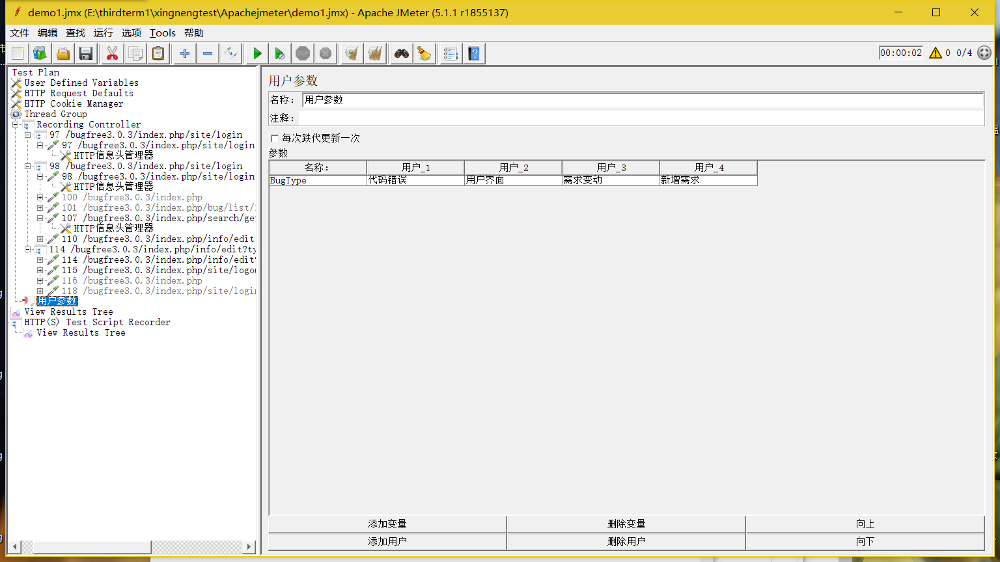 demo1.jmx (E:\thirdterm1\xingnengtest\Apachejmeter\demo1.jmx) - Apache JMeter (5.1.1 r1855137)
文件 编辑 查找 运行 选项 Tools 帮助
00:00:02 0 0/4
Test Plan
User Defined Variables
HTTP Request Defaults
HTTP Cookie Manager
Thread Group
Recording Controller
97 /bugfree3.0.3/index.php/site/login
97 /bugfree3.0.3/index.php/site/login
HTTP信息头管理器
98 /bugfree3.0.3/index.php/site/login
98 /bugfree3.0.3/index.php/site/login
HTTP信息头管理器
100 /bugfree3.0.3/index.php
101 /bugfree3.0.3/index.php/bug/list/
107 /bugfree3.0.3/index.php/search/ge
HTTP信息头管理器
110 /bugfree3.0.3/index.php/info/edit
114 /bugfree3.0.3/index.php/info/edit?ty
114 /bugfree3.0.3/index.php/info/edit?
115 /bugfree3.0.3/index.php/site/logou
116 /bugfree3.0.3/index.php
118 /bugfree3.0.3/index.php/site/login
用户参数
View Results Tree
HTTP(S) Test Script Recorder
View Results Tree
用户参数
名称： 用户参数
注释：
每次跌代更新一次
参数
名称： 用户_1 用户_2 用户_3 用户_4
BugType 代码错误 用户界面 需求变动 新增需求
添加变量 删除变量 向上
添加用户 删除用户 向下